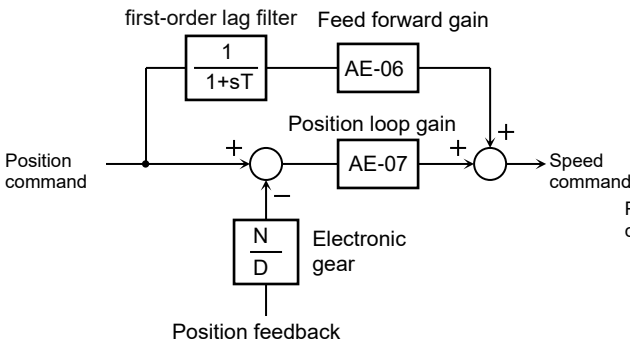 first-order lag filter
Feed forward gain
1
1+sT
AE-06
Position loop gain
Position
command
+
+
+
AE-07
Speed
command
−
N
D
Electronic
gear
Position feedback